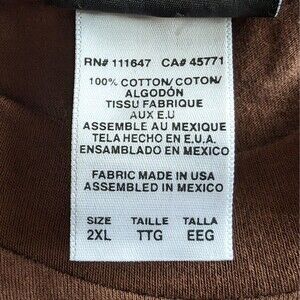 RN# 111647 CA# 45771
100% COTTON/COTON/
ALGODÓN
TISSU FABRIQUE
AUX E.U
ASSEMBLE AU MEXIQUE
TELA HECHO EN E.U.A.
ENSAMBLADO EN MEXICO
FABRIC MADE IN USA
ASSEMBLED IN MEXICO
SIZE TAILLE TALLA
2XL TTG EEG